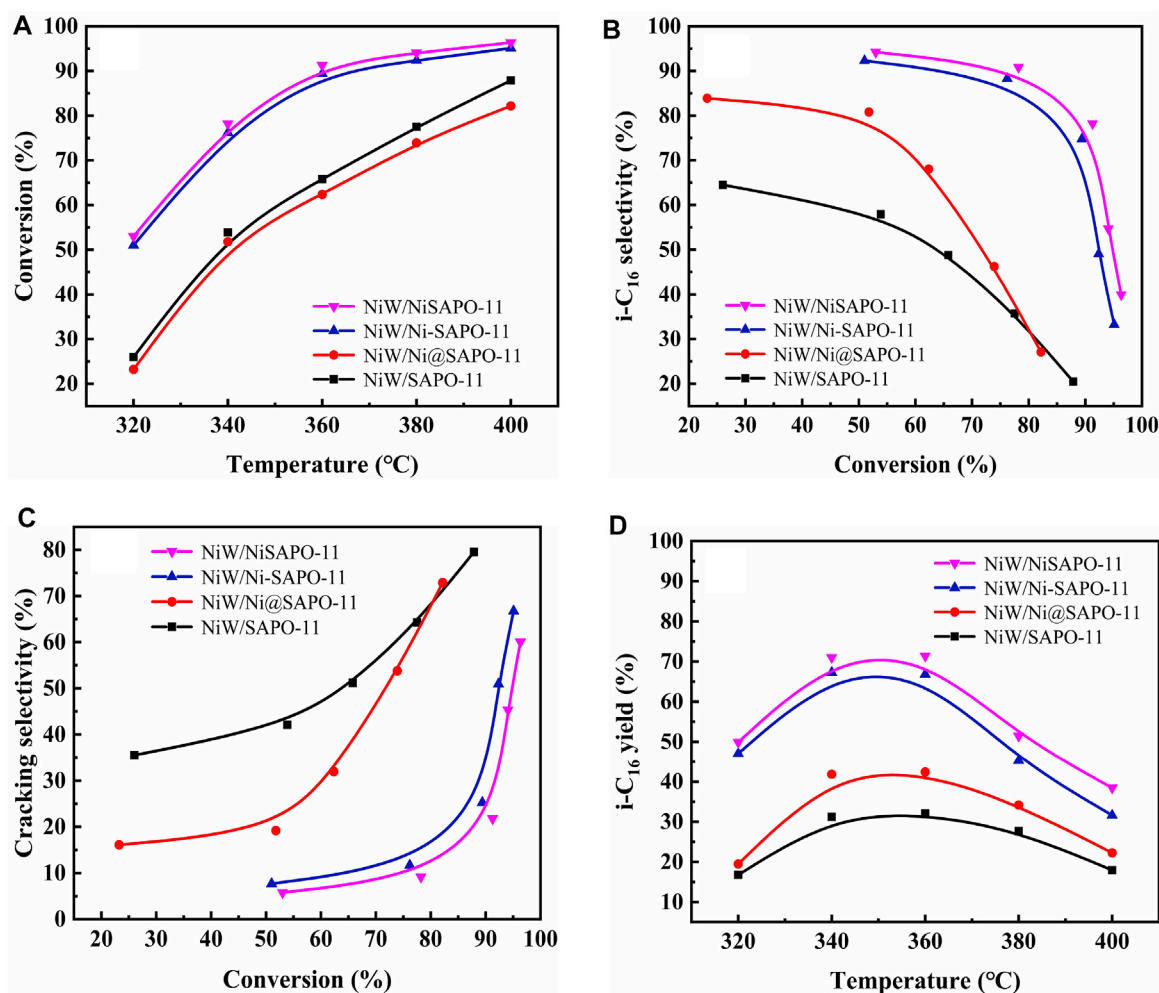 A
100
90
80
70
60
50
40
30
20
Conversion (%)
NiW/NiSAPO-11
NiW/Ni-SAPO-11
NiW/Ni@SAPO-11
NiW/SAPO-11
320 340 360 380 400
Temperature (℃)
B
100
90
80
70
60
50
40
30
20
i-C₁₆ selectivity (%)
NiW/NiSAPO-11
NiW/Ni-SAPO-11
NiW/Ni@SAPO-11
NiW/SAPO-11
20 30 40 50 60 70 80 90 100
Conversion (%)
C
80
70
60
50
40
30
20
10
0
Cracking selectivity (%)
NiW/NiSAPO-11
NiW/Ni-SAPO-11
NiW/Ni@SAPO-11
NiW/SAPO-11
20 30 40 50 60 70 80 90 100
Conversion (%)
D
100
90
80
70
60
50
40
30
20
10
i-C₁₆ yield (%)
NiW/NiSAPO-11
NiW/Ni-SAPO-11
NiW/Ni@SAPO-11
NiW/SAPO-11
320 340 360 380 400
Temperature (℃)